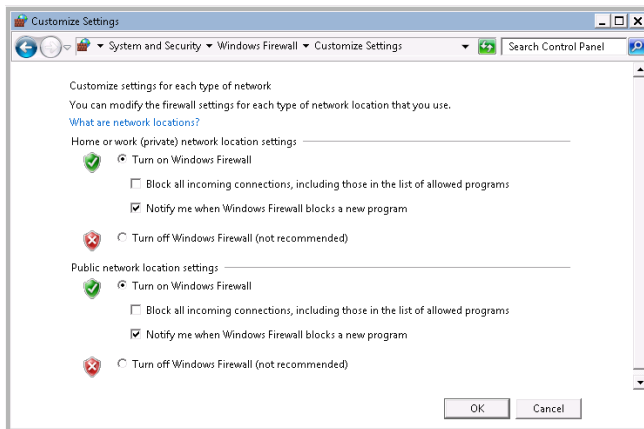 Customize Settings
System and Security Windows Firewall Customize Settings Search Control Panel
Customize settings for each type of network
You can modify the firewall settings for each type of network location that you use.
What are network locations?
Home or work (private) network location settings
Turn on Windows Firewall
Block all incoming connections, including those in the list of allowed programs
Notify me when Windows Firewall blocks a new program
Turn off Windows Firewall (not recommended)
Public network location settings
Turn on Windows Firewall
Block all incoming connections, including those in the list of allowed programs
Notify me when Windows Firewall blocks a new program
Turn off Windows Firewall (not recommended)
OK Cancel